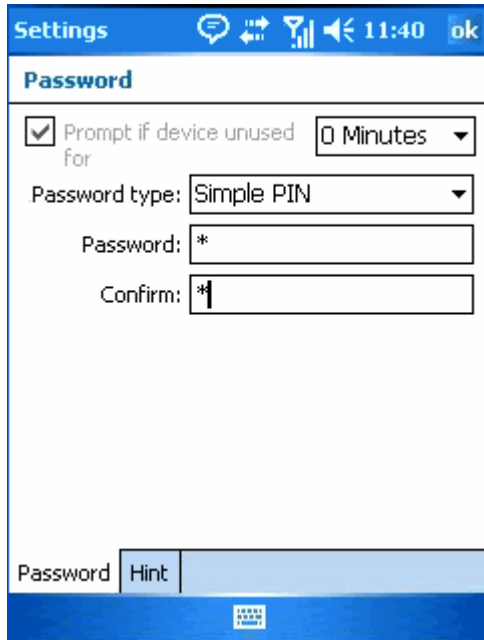 Settings 11:40 ok
Password
Prompt if device unused for 0 Minutes
Password type: Simple PIN
Password: *
Confirm: *
Password Hint